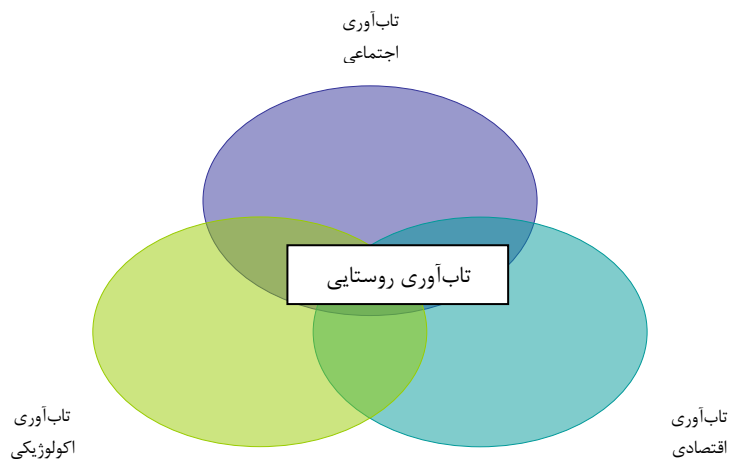 تاب‌آوری
اجتماعی
تاب‌آوری روستایی
تاب‌آوری
اقتصادی
تاب‌آوری
اکولوژیکی